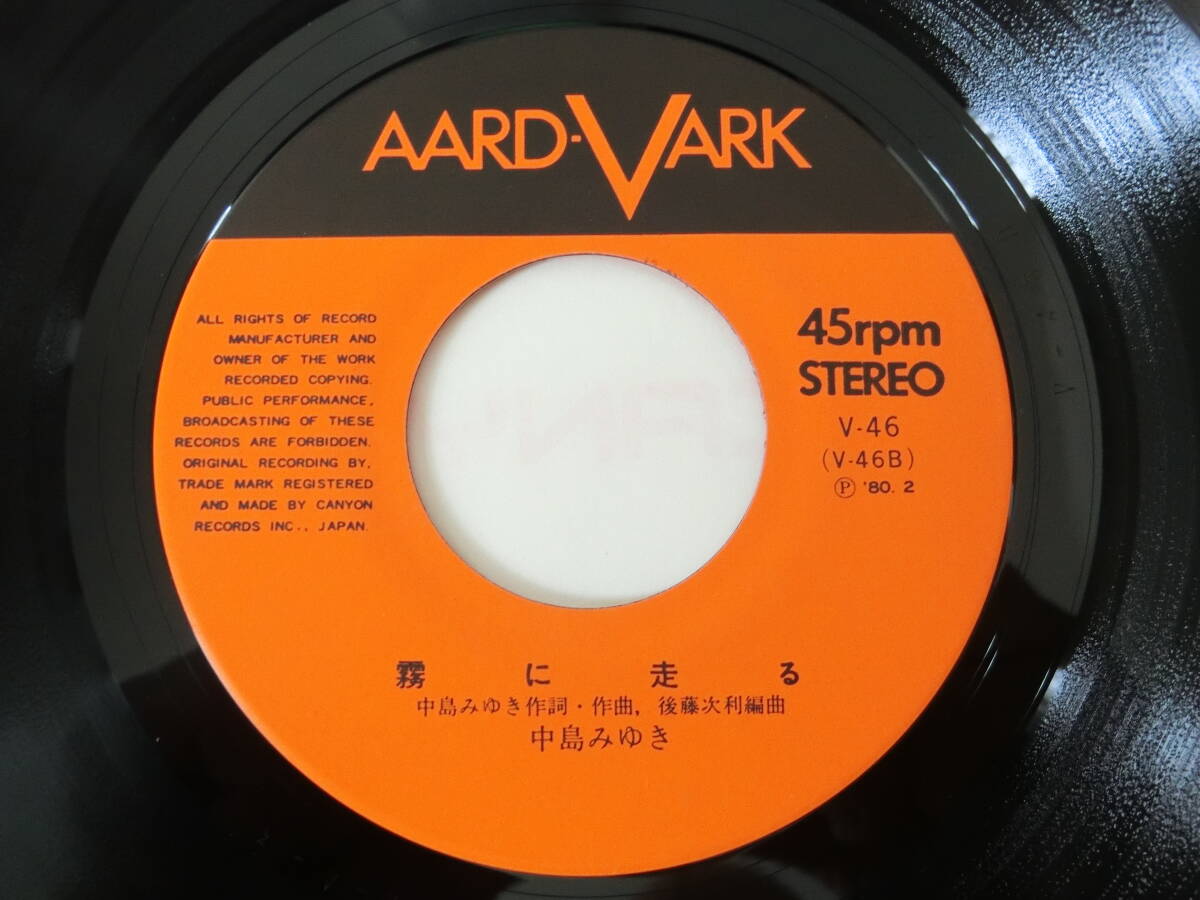 AARD-VARK
ALL RIGHTS OF RECORD
MANUFACTURER AND
OWNER OF THE WORK
RECORDED COPYING.
PUBLIC PERFORMANCE,
BROADCASTING OF THESE
RECORDS ARE FORBIDDEN.
ORIGINAL RECORDING BY,
TRADE MARK REGISTERED
AND MADE BY CANYON
RECORDS INC., JAPAN.
45rpm
STEREO
V-46
(V-46B)
Ⓟ '80. 2
霧に走る
中島みゆき作詞・作曲, 後藤次利編曲
中島みゆき